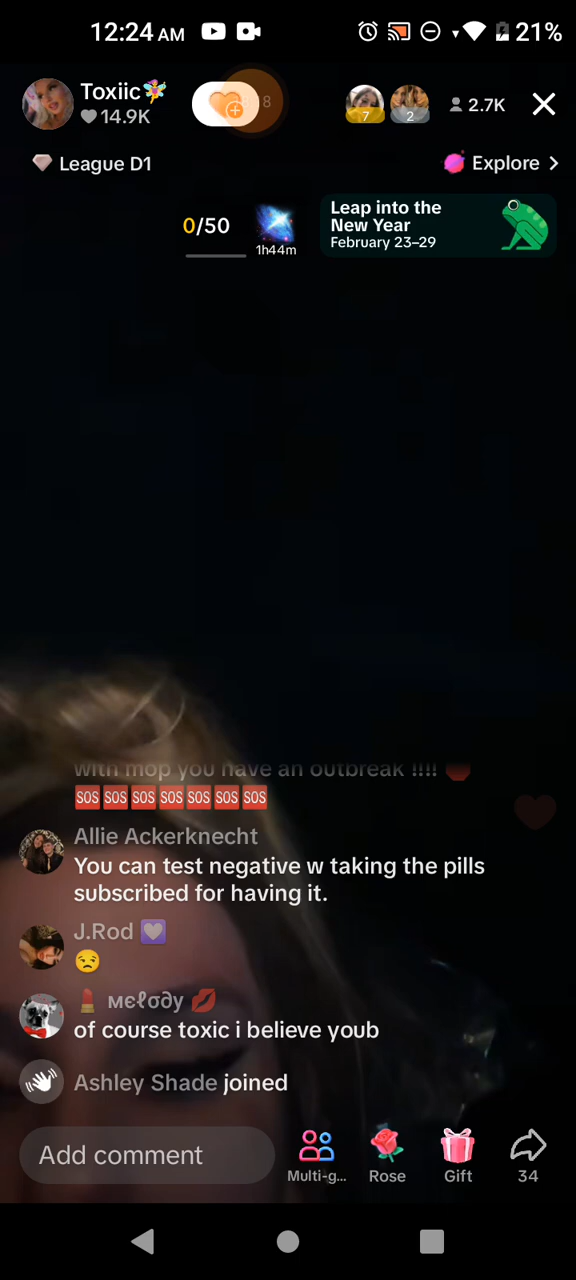 12:24 AM
21%
Toxiic
14.9K
7
2
2.7K
League D1
Explore
0/50
1h44m
Leap into the
New Year
February 23–29
with mop you have an outbreak !!!!
SOS SOS SOS SOS SOS SOS SOS
Allie Ackerknecht
You can test negative w taking the pills
subscribed for having it.
J.Rod
мєℓσ∂у
of course toxic i believe youb
Ashley Shade joined
Add comment
Multi-g...
Rose
Gift
34